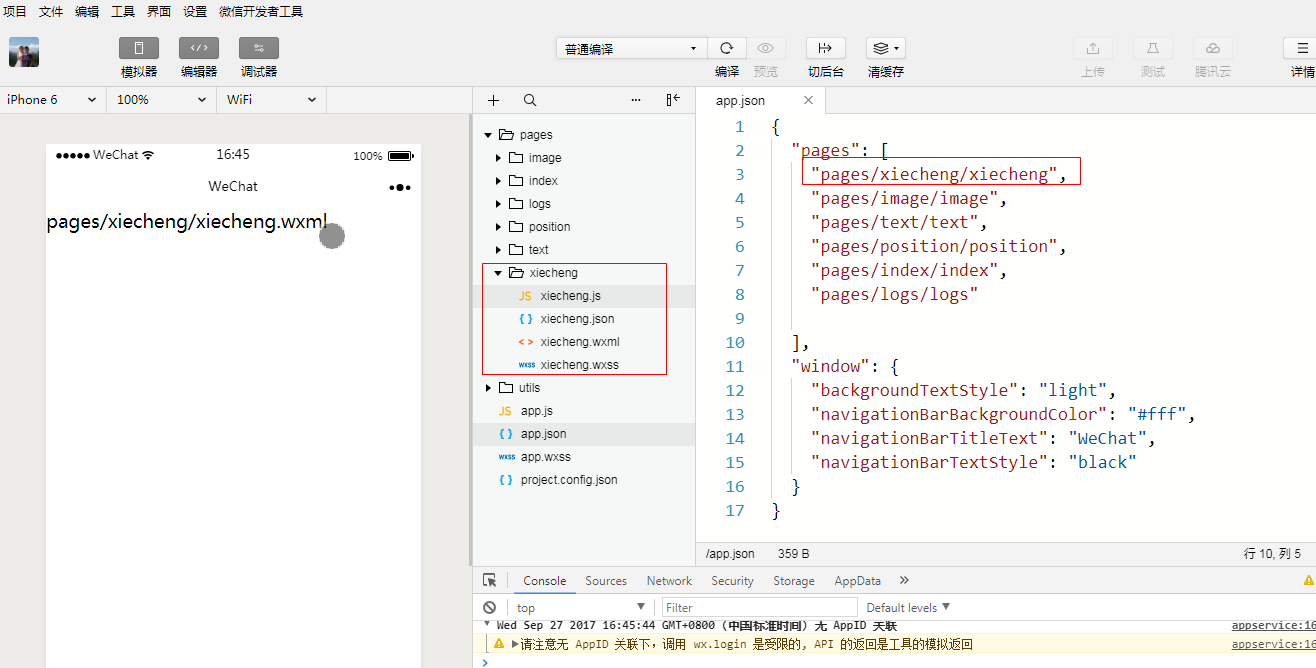 项目 文件 编辑 工具 界面 设置 微信开发者工具
模拟器 编辑器 调试器
普通编译
编译 预览 切后台 清缓存 上传 测试 腾讯云 详情
iPhone 6 100% WiFi
WeChat 16:45 100%
WeChat
pages/xiecheng/xiecheng.wxml
pages
image
index
logs
position
text
xiecheng
JS xiecheng.js
{ } xiecheng.json
< > xiecheng.wxml
wxss xiecheng.wxss
utils
JS app.js
{ } app.json
wxss app.wxss
{ } project.config.json
app.json
1 {
2 "pages": [
3 "pages/xiecheng/xiecheng",
4 "pages/image/image",
5 "pages/text/text",
6 "pages/position/position",
7 "pages/index/index",
8 "pages/logs/logs"
9
10 ],
11 "window": {
12 "backgroundTextStyle": "light",
13 "navigationBarBackgroundColor": "#fff",
14 "navigationBarTitleText": "WeChat",
15 "navigationBarTextStyle": "black"
16 }
17 }
/app.json 359 B 行 10, 列 5
Console Sources Network Security Storage AppData
top Filter Default levels
Wed Sep 27 2017 16:45:44 GMT+0800 (中国标准时间) 无 AppID 关联 appservice:16
请注意无 AppID 关联下，调用 wx.login 是受限的, API 的返回是工具的模拟返回 appservice:16